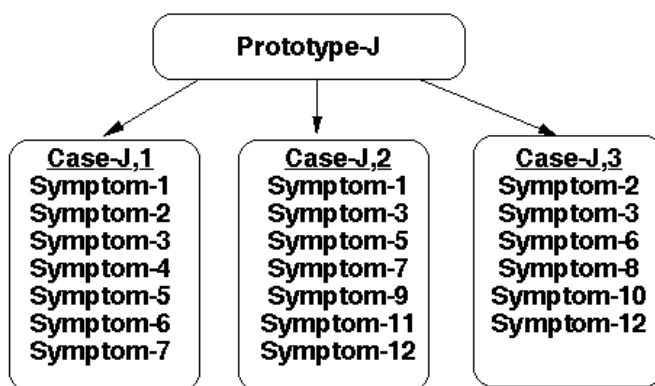 Prototype-J
Case-J,1
Symptom-1
Symptom-2
Symptom-3
Symptom-4
Symptom-5
Symptom-6
Symptom-7
Case-J,2
Symptom-1
Symptom-3
Symptom-5
Symptom-7
Symptom-9
Symptom-11
Symptom-12
Case-J,3
Symptom-2
Symptom-3
Symptom-6
Symptom-8
Symptom-10
Symptom-12